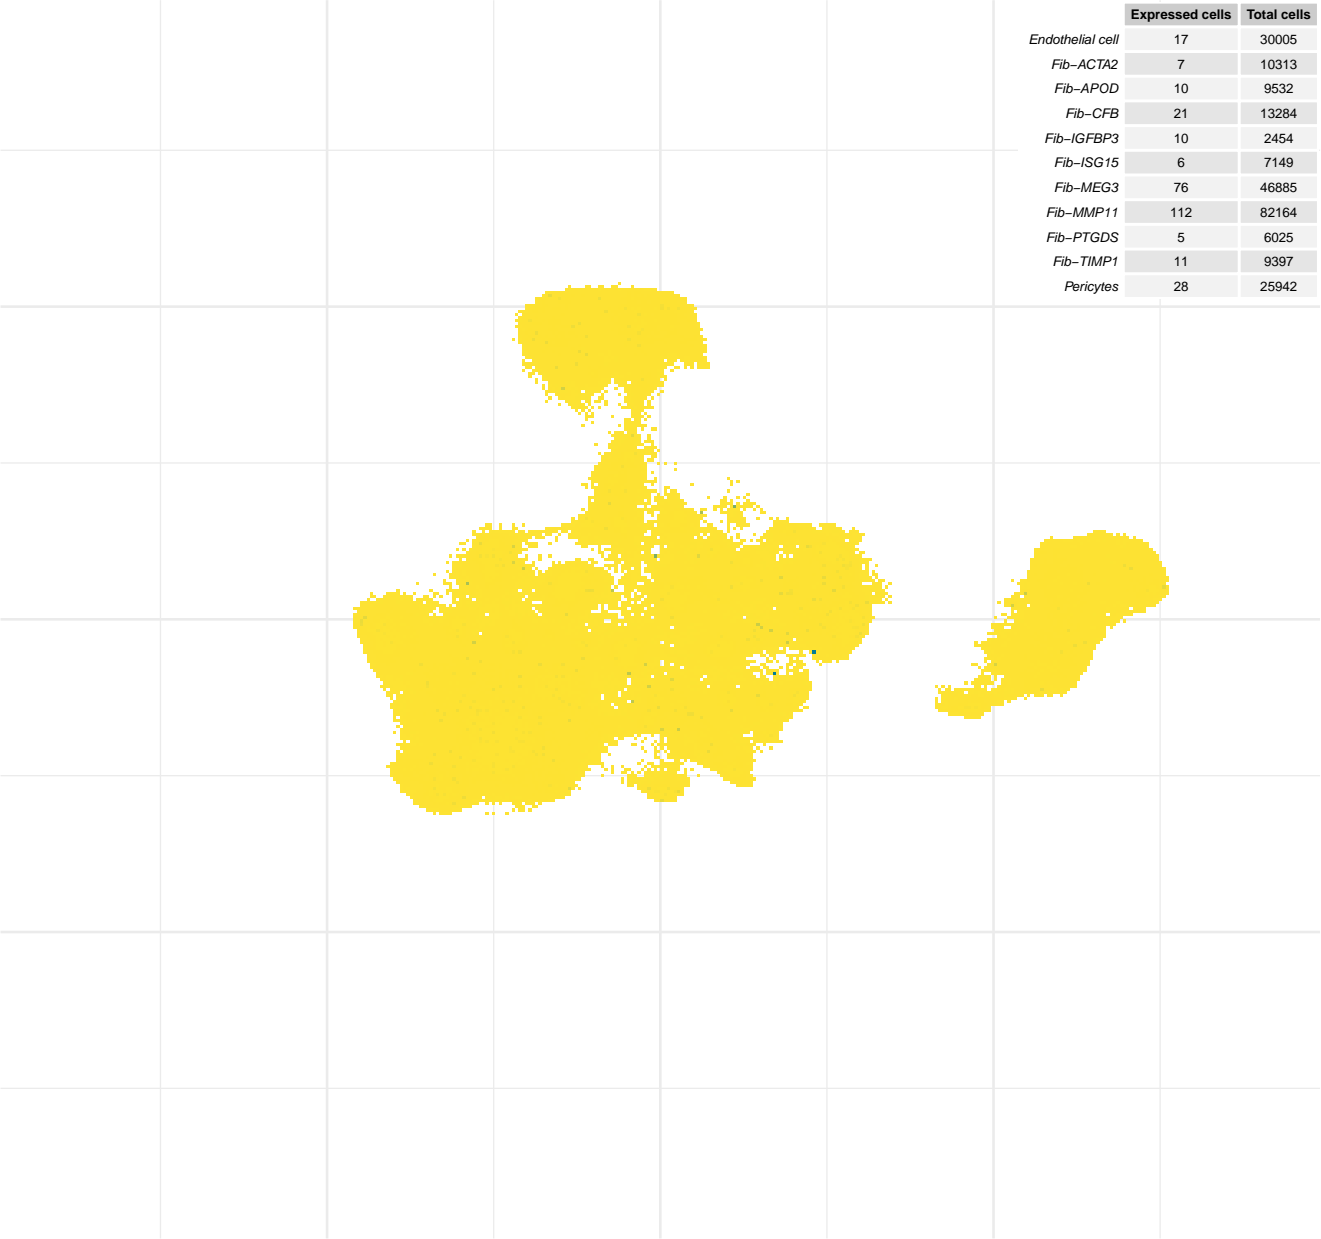 Expressed cells Total cells
Endothelial cell 17 30005
Fib−ACTA2 7 10313
Fib−APOD 10 9532
Fib−CFB 21 13284
Fib−IGFBP3 10 2454
Fib−ISG15 6 7149
Fib−MEG3 76 46885
Fib−MMP11 112 82164
Fib−PTGDS 5 6025
Fib−TIMP1 11 9397
Pericytes 28 25942